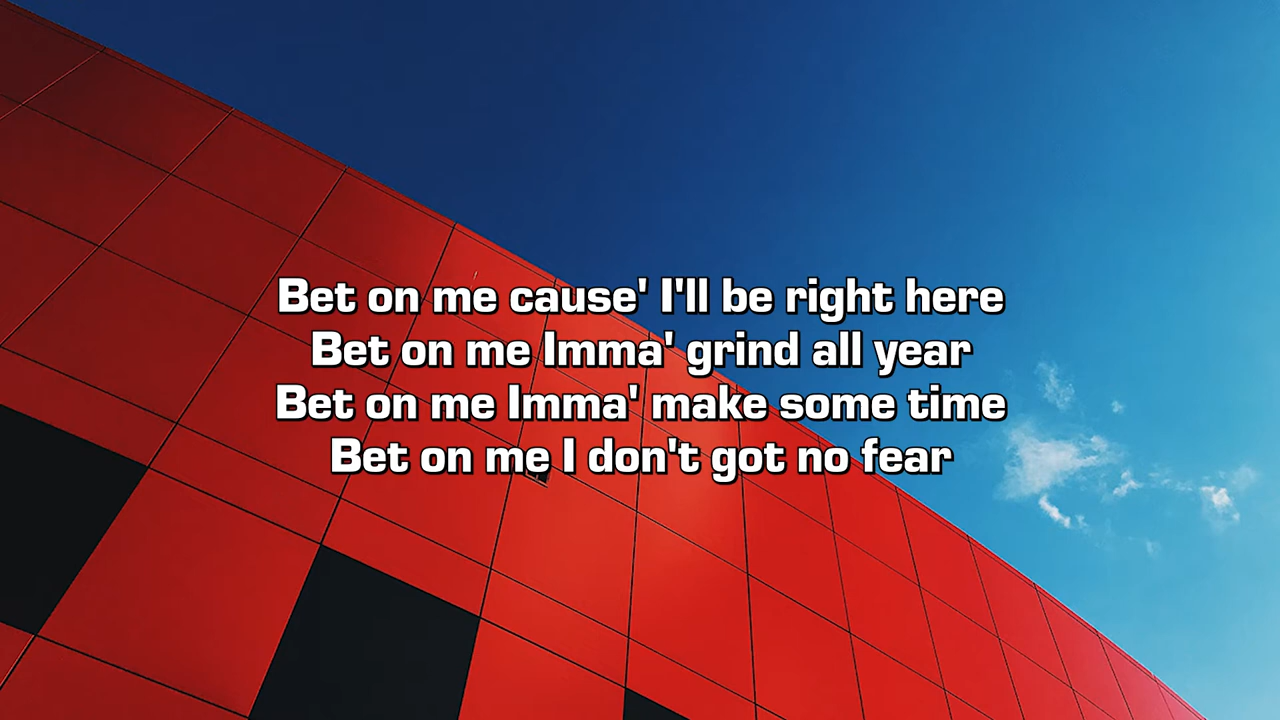 Bet on me cause' I'll be right here
Bet on me Imma' grind all year
Bet on me Imma' make some time
Bet on me I don't got no fear